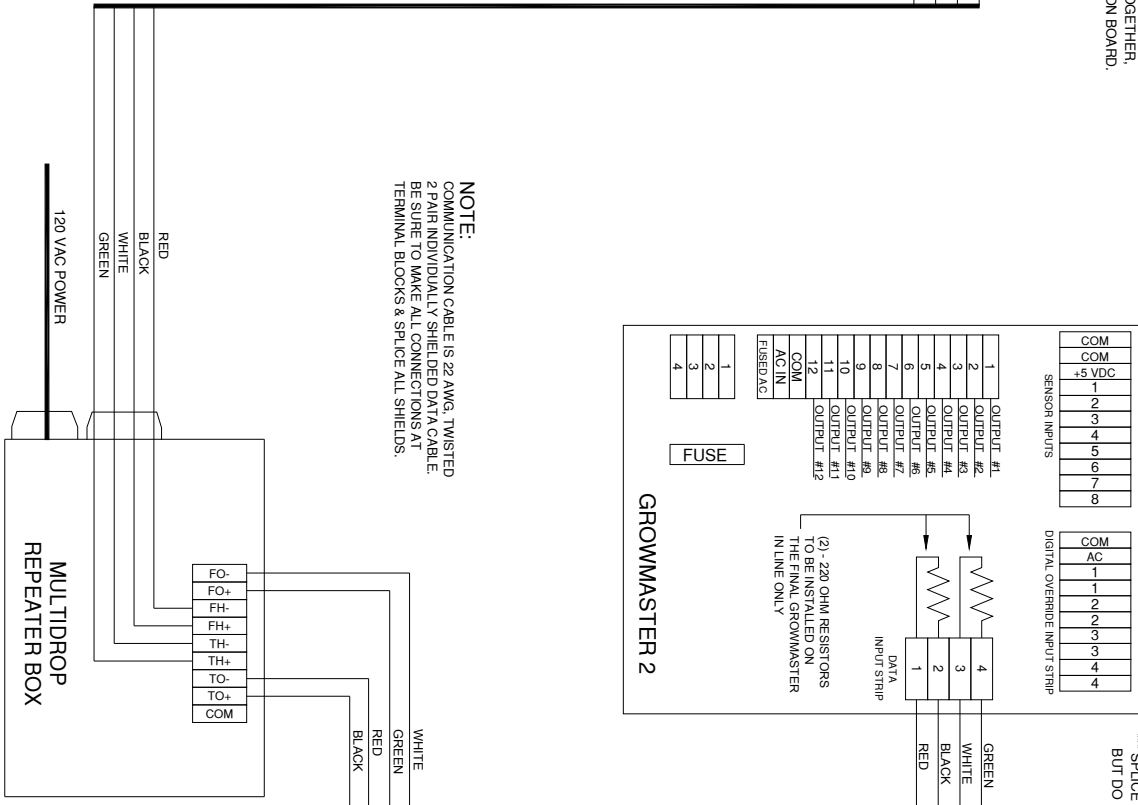 OGETHER,
ON BOARD.
NOTE:
COMMUNICATION CABLE IS 22 AWG, TWISTED
2 PAIR INDIVIDUALLY SHIELDED DATA CABLE.
BE SURE TO MAKE ALL CONNECTIONS AT
TERMINAL BLOCKS & SPLICE ALL SHIELDS.
RED
BLACK
WHITE
GREEN
120 VAC POWER
MULTIDROP
REPEATER BOX
FO-
FO+
FH-
FH+
TH-
TH+
TO-
TO+
COM
WHITE
GREEN
RED
BLACK
COM
COM
+5 VDC
1
2
3
4
5
6
7
8
SENSOR INPUTS
COM
AC
1
1
2
2
3
3
4
4
DIGITAL OVERRIDE INPUT STRIP
1 OUTPUT #1
2 OUTPUT #2
3 OUTPUT #3
4 OUTPUT #4
5 OUTPUT #5
6 OUTPUT #6
7 OUTPUT #7
8 OUTPUT #8
9 OUTPUT #9
10 OUTPUT #10
11 OUTPUT #11
12 OUTPUT #12
COM
AC IN
FUSED AC
1
2
3
4
FUSE
GROWMASTER 2
(2) - 220 OHM RESISTORS
TO BE INSTALLED ON
THE FINAL GROWMASTER
IN LINE ONLY
DATA
INPUT STRIP
4
3
2
1
GREEN
WHITE
BLACK
RED
SPLICE
BUT DO